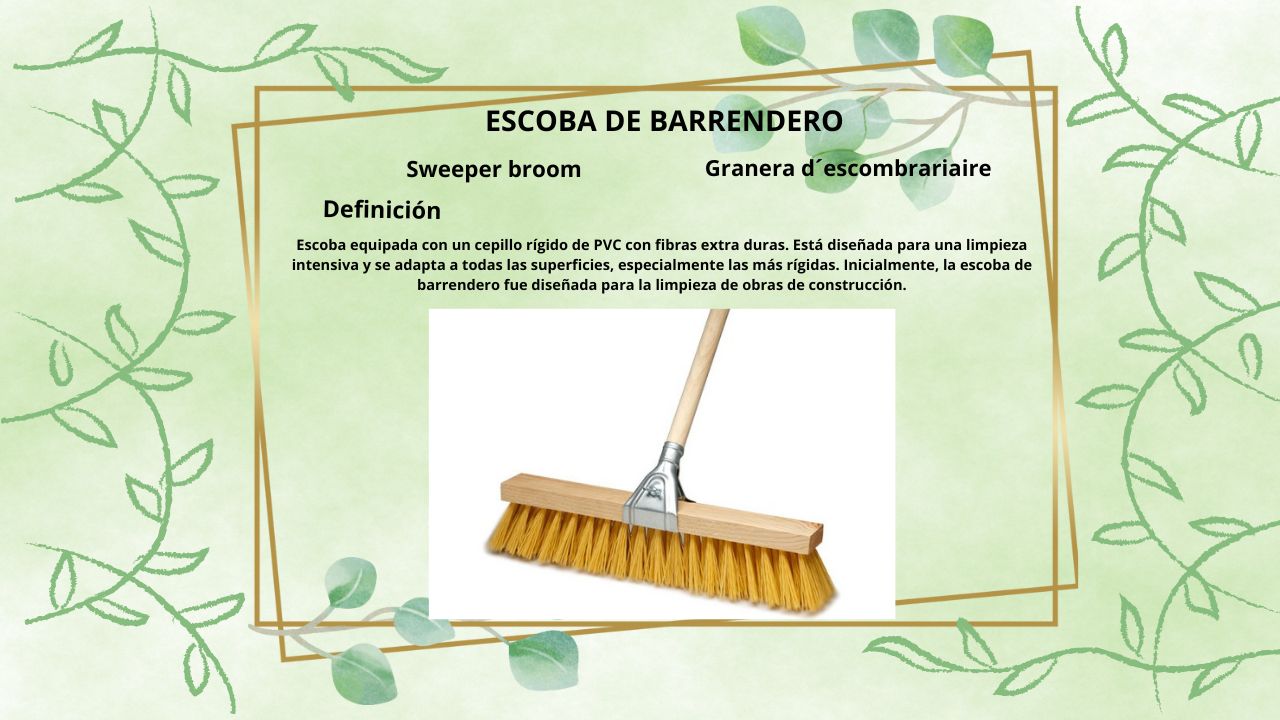 ESCOBA DE BARRENDERO
Sweeper broom
Granera d´escombrariaire
Definición
Escoba equipada con un cepillo rígido de PVC con fibras extra duras. Está diseñada para una limpieza
intensiva y se adapta a todas las superficies, especialmente las más rígidas. Inicialmente, la escoba de
barrendero fue diseñada para la limpieza de obras de construcción.